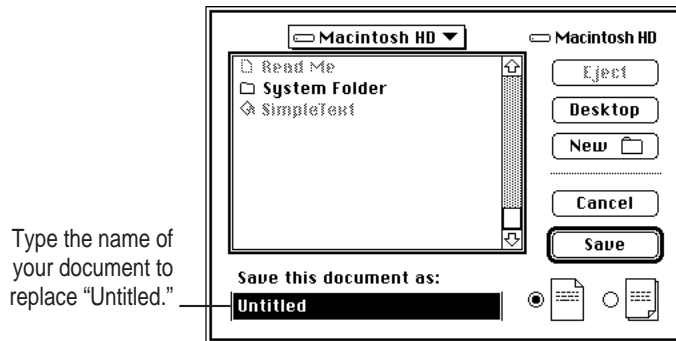 Macintosh HD
Macintosh HD
Read Me
System Folder
SimpleText
Eject
Desktop
New
Cancel
Save
Type the name of
your document to
replace “Untitled.”
Save this document as:
Untitled